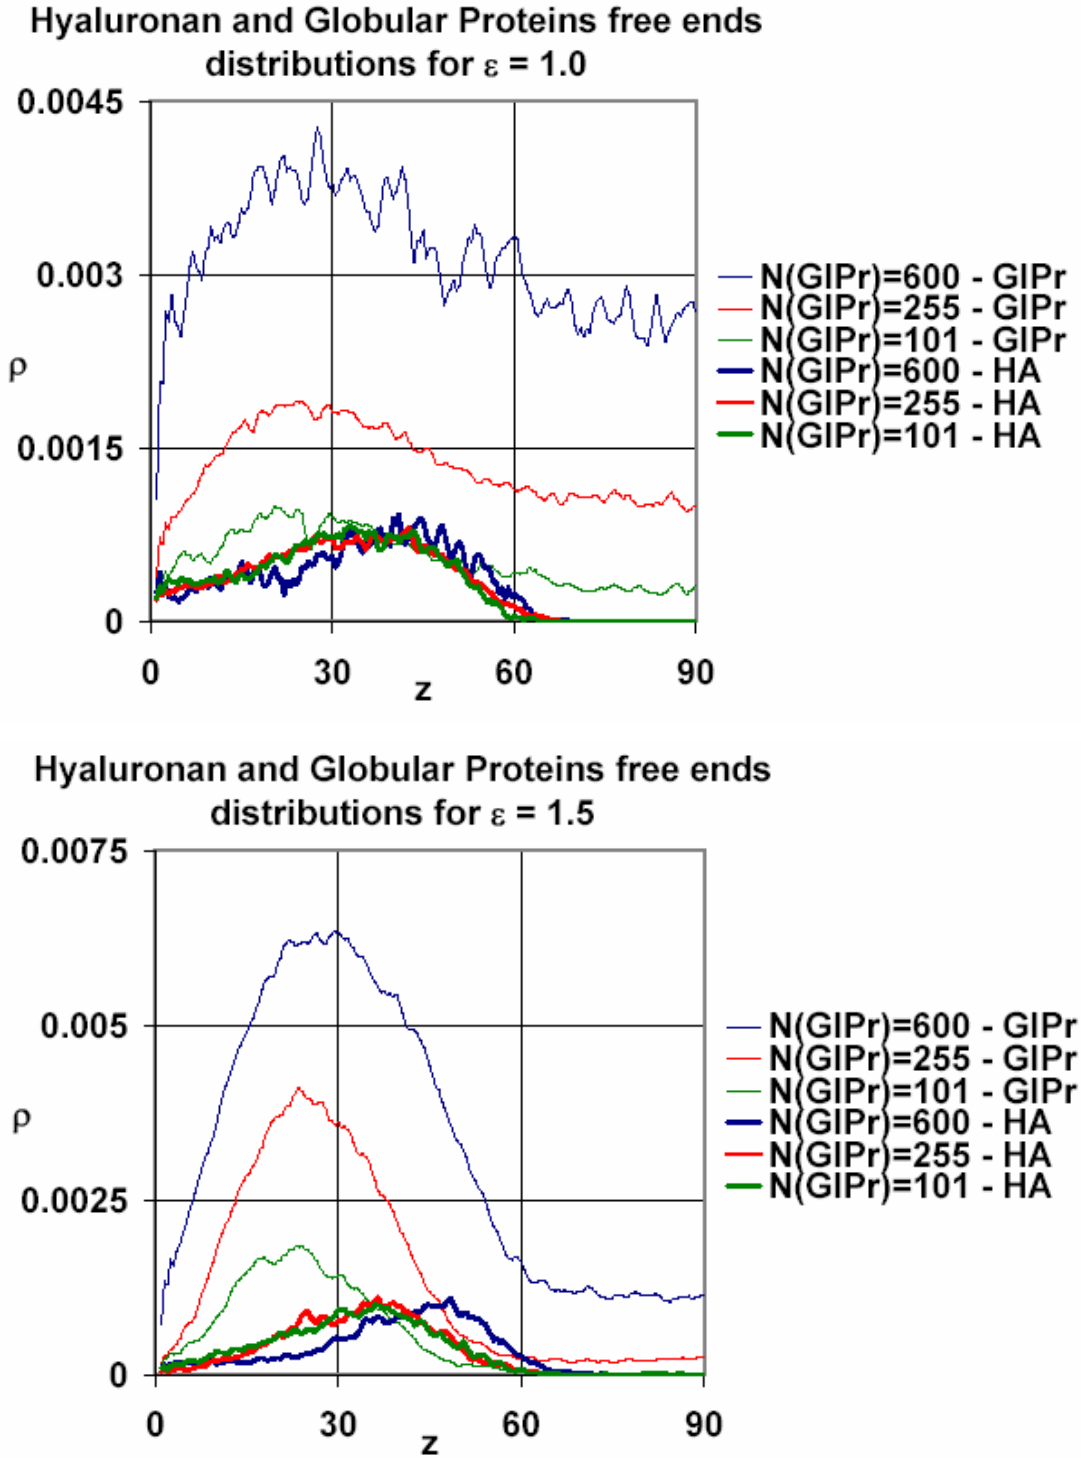 Hyaluronan and Globular Proteins free ends
distributions for ε = 1.0
0.0045
0.003
0.0015
0
ρ
0
30
60
90
z
N(GlPr)=600 - GlPr
N(GlPr)=255 - GlPr
N(GlPr)=101 - GlPr
N(GlPr)=600 - HA
N(GlPr)=255 - HA
N(GlPr)=101 - HA
Hyaluronan and Globular Proteins free ends
distributions for ε = 1.5
0.0075
0.005
0.0025
0
ρ
0
30
60
90
z
N(GlPr)=600 - GlPr
N(GlPr)=255 - GlPr
N(GlPr)=101 - GlPr
N(GlPr)=600 - HA
N(GlPr)=255 - HA
N(GlPr)=101 - HA